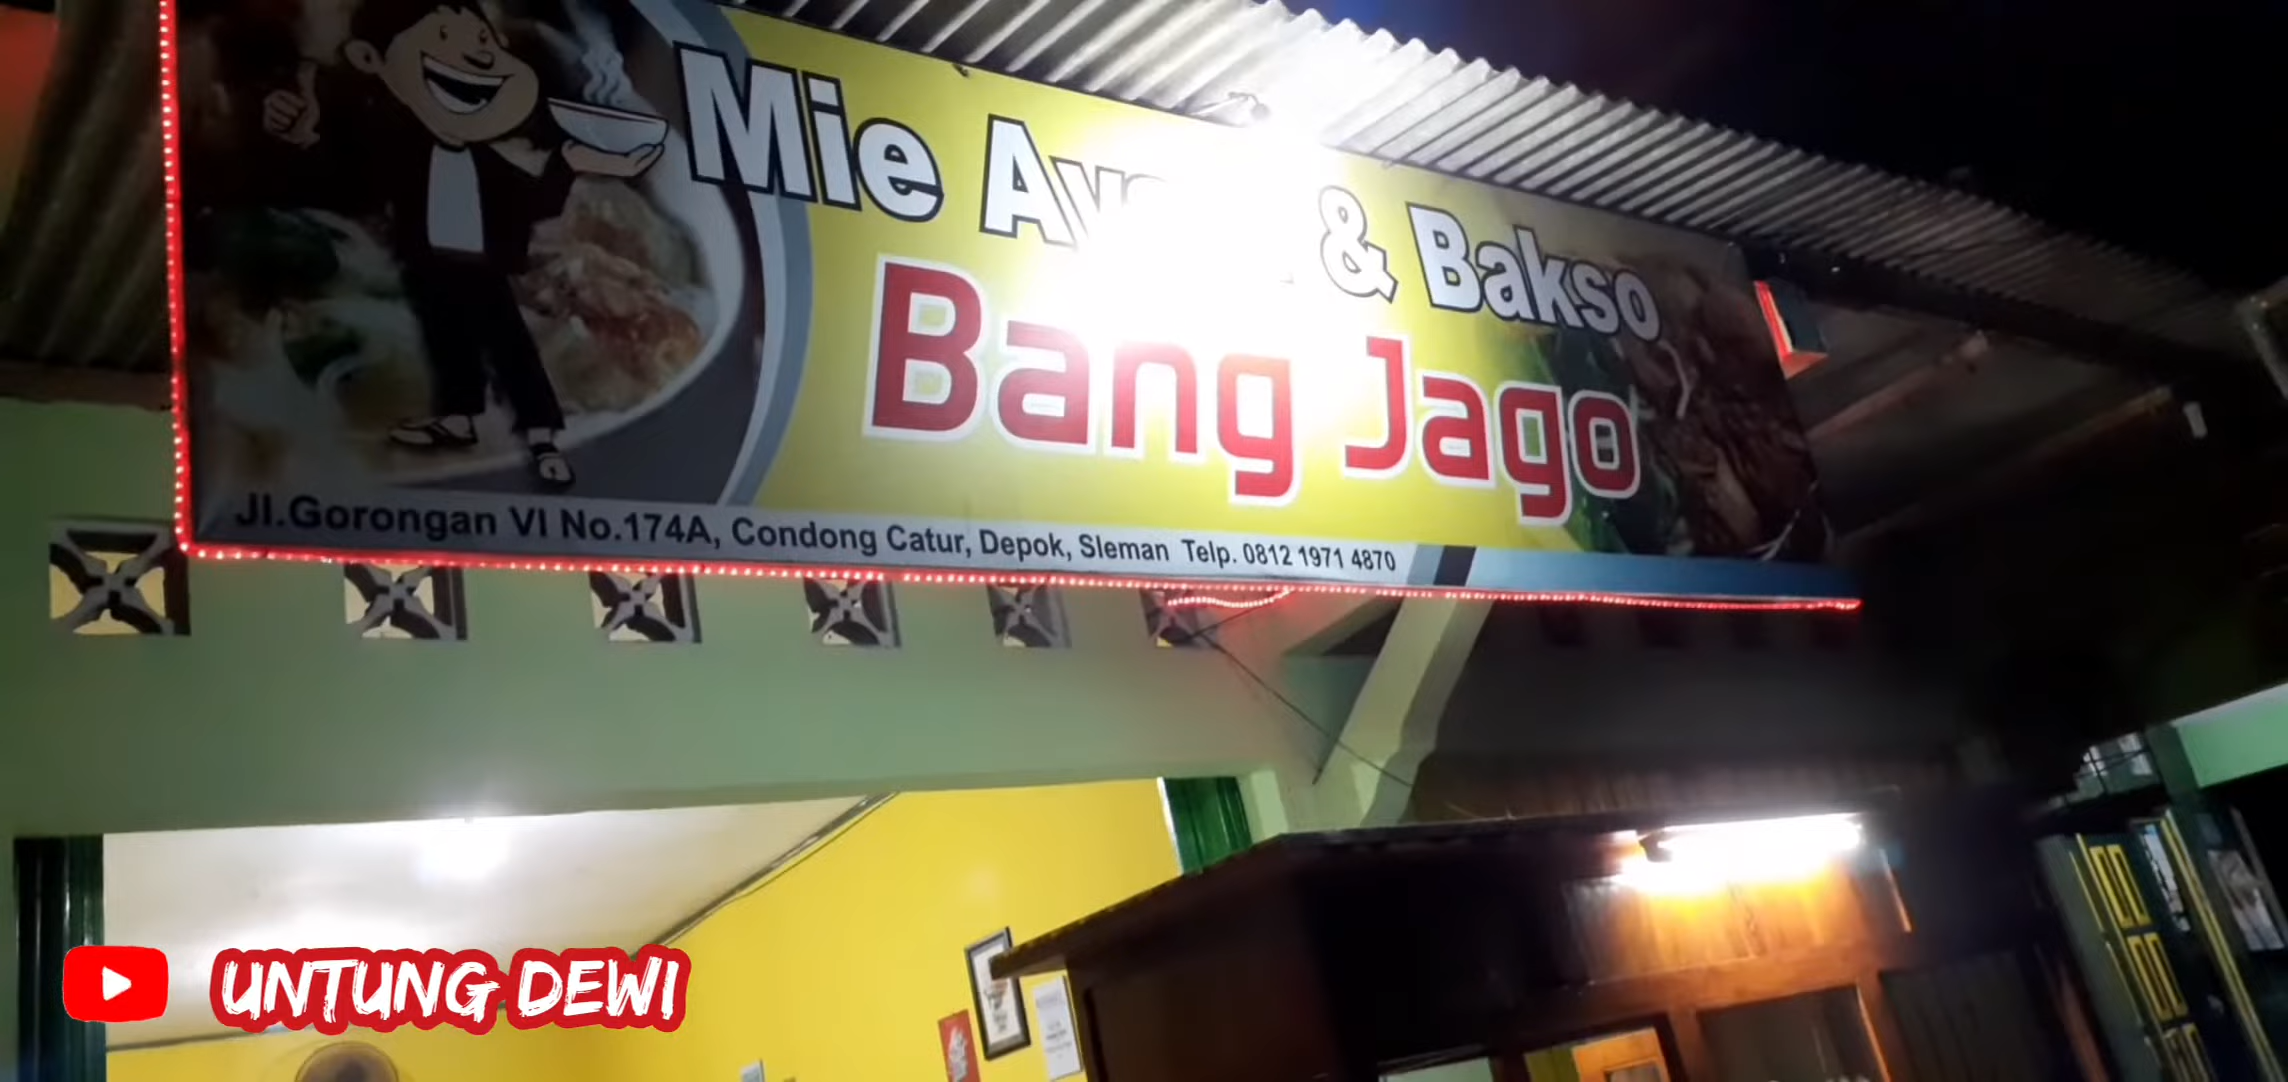 Mie & Bakso
Bang Jago
Jl.Gorongan VI No.174A, Condong Catur, Depok, Sleman Telp. 0812 1971 4870
UNTUNG DEWI